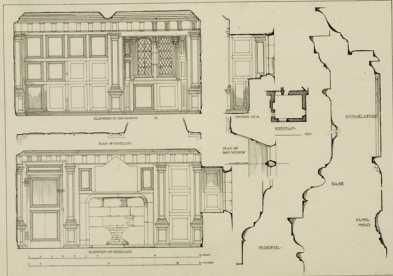 ELEVATION OF BAY WINDOW
A
SECTION OF A
PLAN OF PANELLING
KEYPLAN
PLAN OF
BAY WINDOW
ENTABLATURE
BASE
PEDESTAL
PANEL
MOLD
ELEVATION OF FIREPLACE